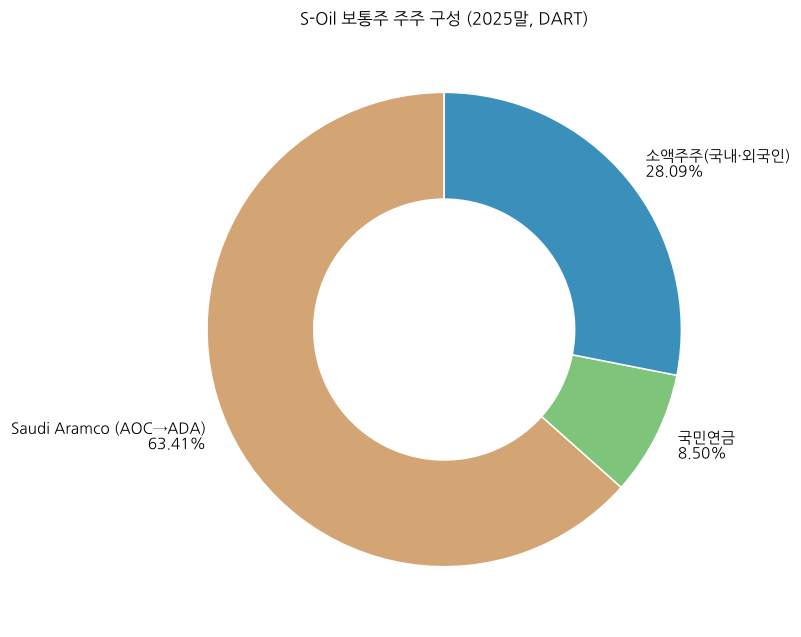 S-Oil 보통주 주주 구성 (2025말, DART)
소액주주(국내·외국인)
28.09%
Saudi Aramco (AOC→ADA)
63.41%
국민연금
8.50%